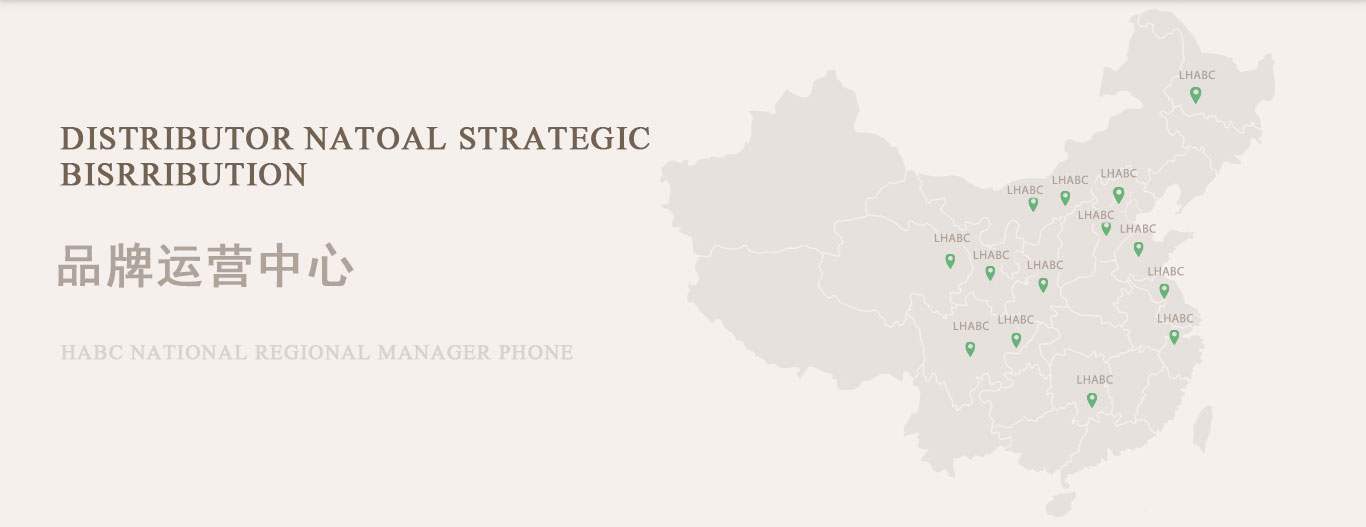 DISTRIBUTOR NATOAL STRATEGIC
BISRRIBUTION
品牌运营中心
HABC NATIONAL REGIONAL MANAGER PHONE
LHABC
LHABC
LHABC
LHABC
LHABC
LHABC
LHABC
LHABC
LHABC
LHABC
LHABC
LHABC
LHABC
LHABC